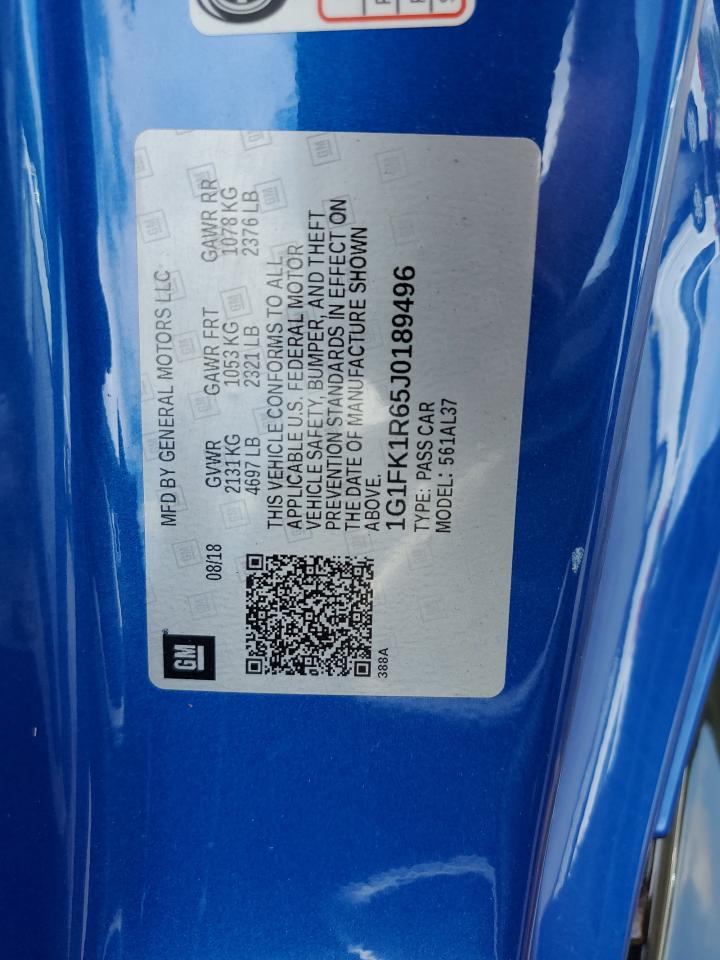 GM
MFD BY GENERAL MOTORS LLC
08/18
GVWR GAWR FRT GAWR RR
2131 KG 1053 KG 1078 KG
4697 LB 2321 LB 2376 LB
THIS VEHICLE CONFORMS TO ALL
APPLICABLE U.S. FEDERAL MOTOR
VEHICLE SAFETY, BUMPER, AND THEFT
PREVENTION STANDARDS IN EFFECT ON
THE DATE OF MANUFACTURE SHOWN
ABOVE.
1G1FK1R65J0189496
TYPE: PASS CAR
MODEL: 561AL37
388A